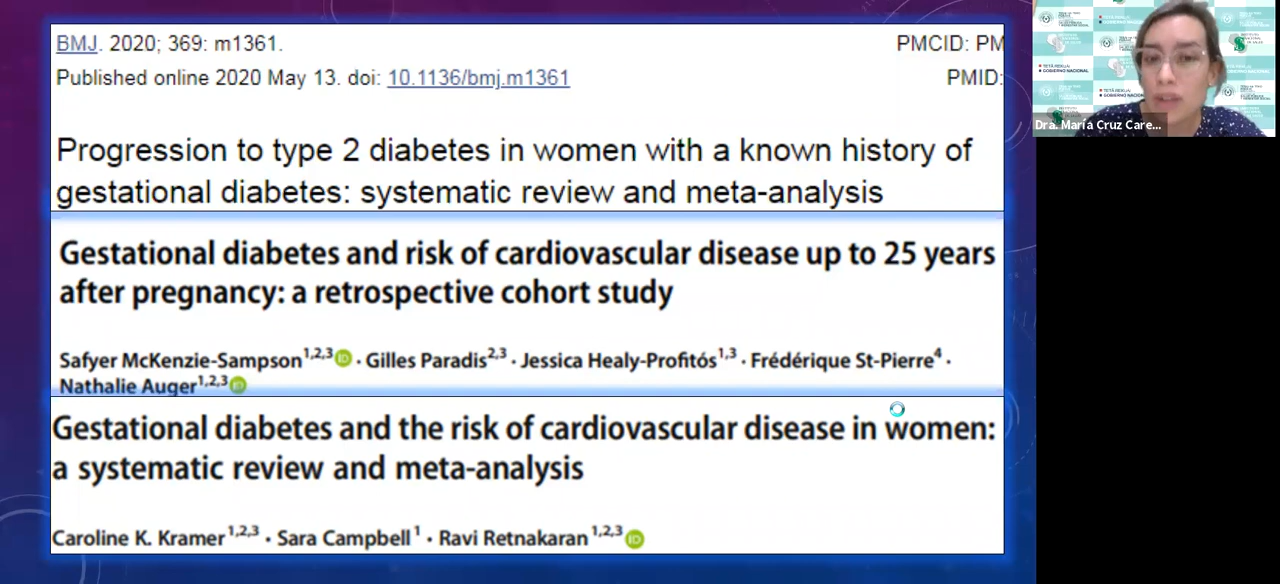 BMJ. 2020; 369: m1361.
PMCID: PM
Published online 2020 May 13. doi: 10.1136/bmj.m1361
PMID:
Progression to type 2 diabetes in women with a known history of
gestational diabetes: systematic review and meta-analysis
Gestational diabetes and risk of cardiovascular disease up to 25 years
after pregnancy: a retrospective cohort study
Safyer McKenzie-Sampson1,2,3 iD · Gilles Paradis2,3 · Jessica Healy-Profitós1,3 · Frédérique St-Pierre4 ·
Nathalie Auger1,2,3 iD
Gestational diabetes and the risk of cardiovascular disease in women:
a systematic review and meta-analysis
Caroline K. Kramer1,2,3 · Sara Campbell1 · Ravi Retnakaran1,2,3 iD
Dra. María Cruz Care...